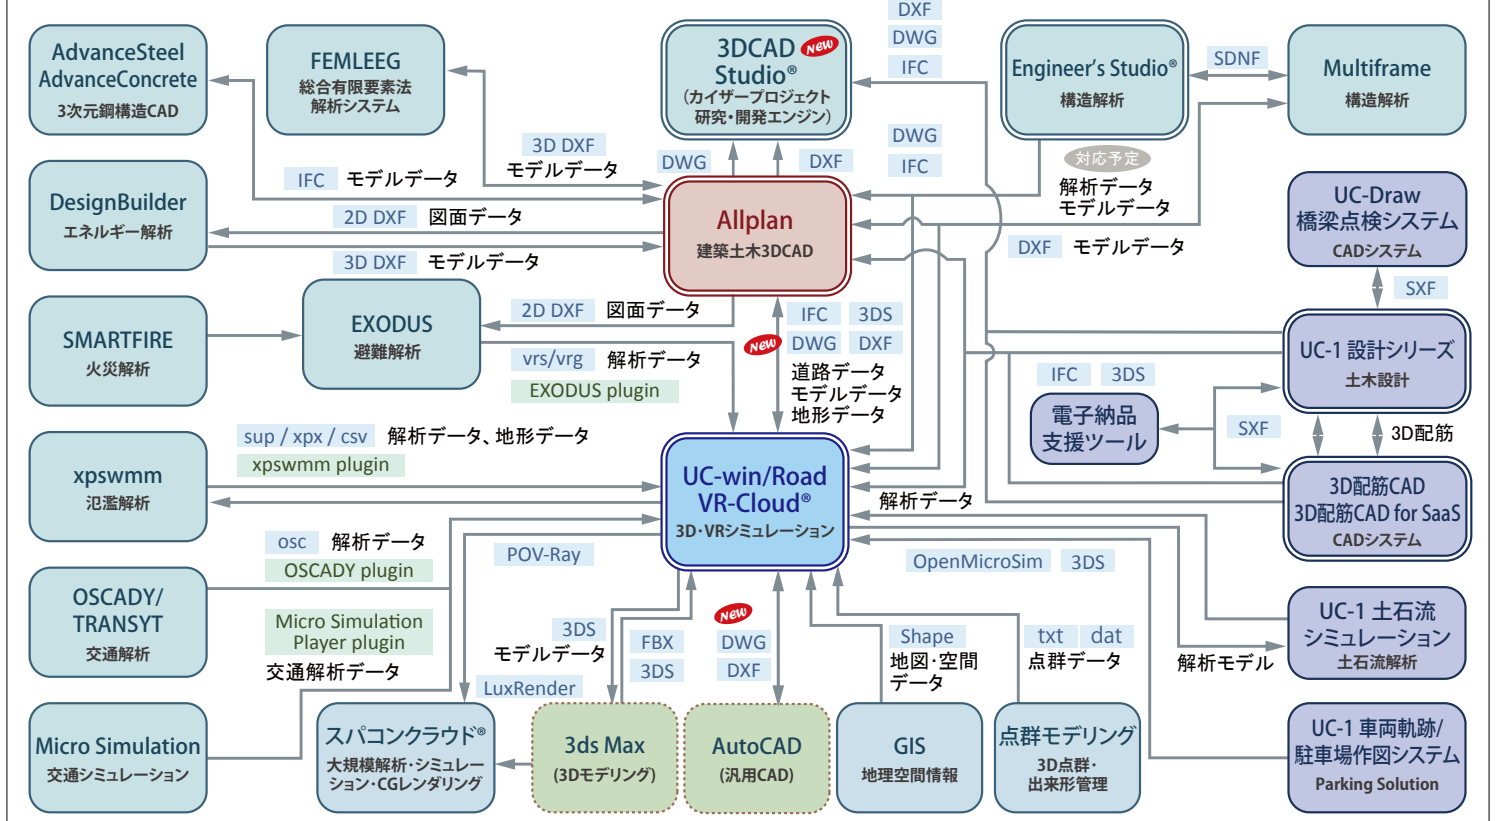 AdvanceSteel
AdvanceConcrete
3次元鋼構造CAD
FEMLEEG
総合有限要素法
解析システム
3DCAD
Studio®
New
(カイザープロジェクト
研究・開発エンジン)
DXF
DWG
IFC
Engineer's Studio®
構造解析
SDNF
Multiframe
構造解析
3D DXF
モデルデータ
DWG
DXF
DWG
IFC
対応予定
解析データ
モデルデータ
IFC モデルデータ
DesignBuilder
エネルギー解析
2D DXF 図面データ
3D DXF モデルデータ
Allplan
建築土木3DCAD
DXF モデルデータ
UC-Draw
橋梁点検システム
CADシステム
SXF
SMARTFIRE
火災解析
EXODUS
避難解析
2D DXF 図面データ
vrs/vrg 解析データ
EXODUS plugin
IFC 3DS
New
DWG DXF
道路データ
モデルデータ
地形データ
UC-1 設計シリーズ
土木設計
IFC 3DS
電子納品
支援ツール
SXF
3D配筋
xpswmm
氾濫解析
sup / xpx / csv 解析データ、地形データ
xpswmm plugin
UC-win/Road
VR-Cloud®
3D・VRシミュレーション
解析データ
3D配筋CAD
3D配筋CAD for SaaS
CADシステム
osc 解析データ
OSCADY plugin
POV-Ray
OpenMicroSim 3DS
OSCADY/
TRANSYT
交通解析
Micro Simulation
Player plugin
交通解析データ
3DS
モデルデータ
FBX
3DS
New
DWG
DXF
Shape
地図・空間
データ
txt dat
点群データ
解析モデル
UC-1 土石流
シミュレーション
土石流解析
LuxRender
Micro Simulation
交通シミュレーション
スパコンクラウド®
大規模解析・シミュレー
ション・CGレンダリング
3ds Max
(3Dモデリング)
AutoCAD
(汎用CAD)
GIS
地理空間情報
点群モデリング
3D点群・
出来形管理
UC-1 車両軌跡/
駐車場作図システム
Parking Solution